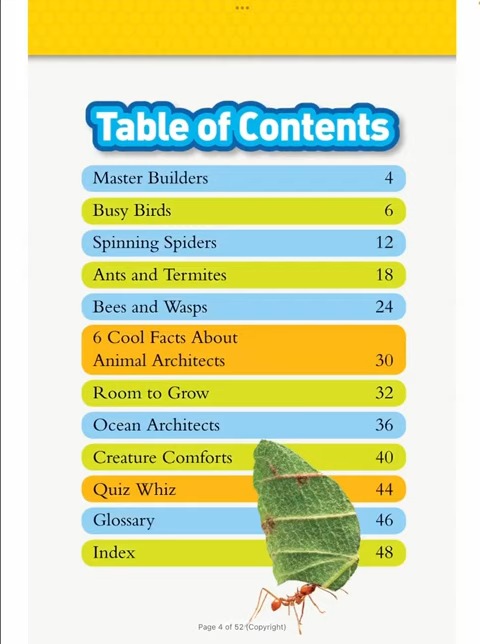 Table of Contents
Master Builders 4
Busy Birds 6
Spinning Spiders 12
Ants and Termites 18
Bees and Wasps 24
6 Cool Facts About
Animal Architects 30
Room to Grow 32
Ocean Architects 36
Creature Comforts 40
Quiz Whiz 44
Glossary 46
Index 48
Page 4 of 52 (Copyright)